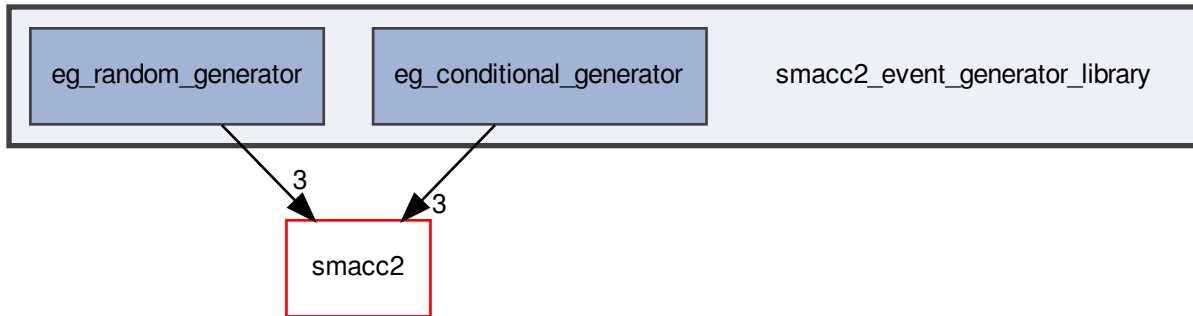 eg_random_generator
eg_conditional_generator
smacc2_event_generator_library
3
3
smacc2